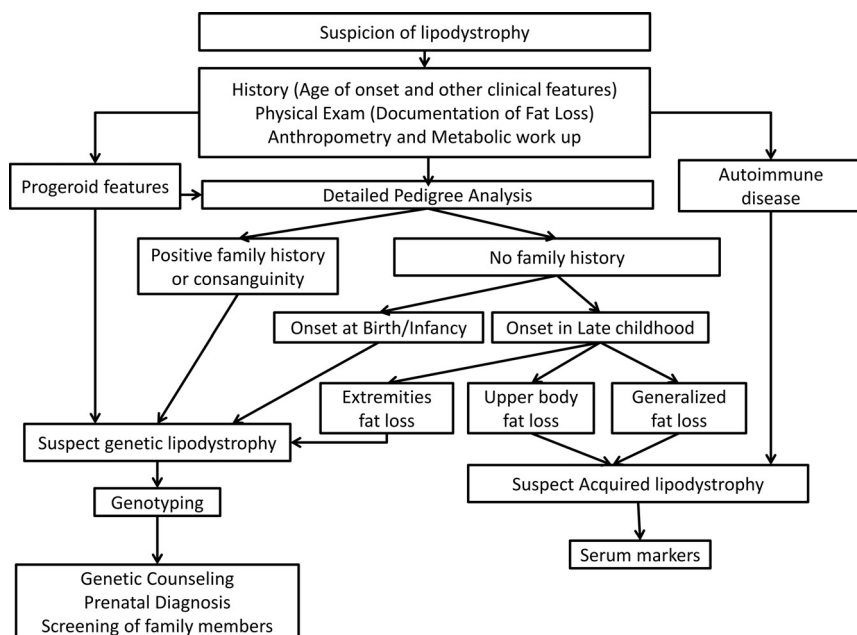 Suspicion of lipodystrophy
History (Age of onset and other clinical features)
Physical Exam (Documentation of Fat Loss)
Anthropometry and Metabolic work up
Progeroid features
Detailed Pedigree Analysis
Autoimmune
disease
Positive family history
or consanguinity
No family history
Onset at Birth/Infancy
Onset in Late childhood
Extremities
fat loss
Upper body
fat loss
Generalized
fat loss
Suspect genetic lipodystrophy
Suspect Acquired lipodystrophy
Genotyping
Serum markers
Genetic Counseling
Prenatal Diagnosis
Screening of family members